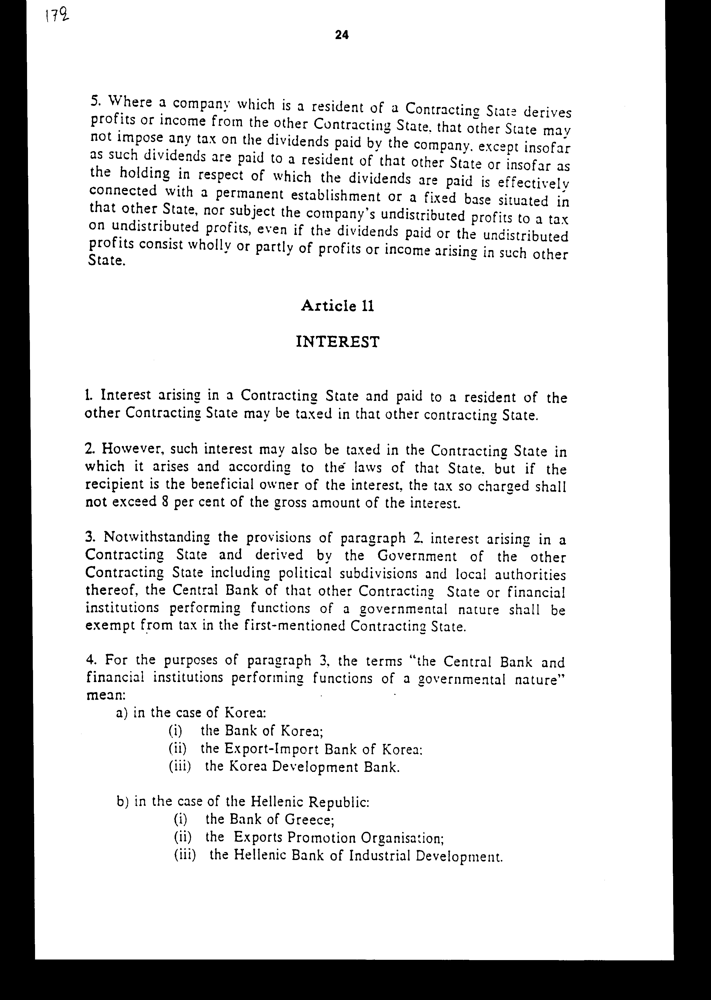 172
24
5. Where a company which is a resident of a Contracting State derives
profits or income from the other Contracting State, that other State may
not impose any tax on the dividends paid by the company, except insofar
as such dividends are paid to a resident of that other State or insofar as
the holding in respect of which the dividends are paid is effectively
connected with a permanent establishment or a fixed base situated in
that other State, nor subject the company's undistributed profits to a tax
on undistributed profits, even if the dividends paid or the undistributed
profits consist wholly or partly of profits or income arising in such other
State.
Article 11
INTEREST
1. Interest arising in a Contracting State and paid to a resident of the
other Contracting State may be taxed in that other contracting State.
2. However, such interest may also be taxed in the Contracting State in
which it arises and according to the laws of that State, but if the
recipient is the beneficial owner of the interest, the tax so charged shall
not exceed 8 per cent of the gross amount of the interest.
3. Notwithstanding the provisions of paragraph 2, interest arising in a
Contracting State and derived by the Government of the other
Contracting State including political subdivisions and local authorities
thereof, the Central Bank of that other Contracting State or financial
institutions performing functions of a governmental nature shall be
exempt from tax in the first-mentioned Contracting State.
4. For the purposes of paragraph 3, the terms “the Central Bank and
financial institutions performing functions of a governmental nature”
mean:
a) in the case of Korea:
(i) the Bank of Korea;
(ii) the Export-Import Bank of Korea;
(iii) the Korea Development Bank.
b) in the case of the Hellenic Republic:
(i) the Bank of Greece;
(ii) the Exports Promotion Organisation;
(iii) the Hellenic Bank of Industrial Development.